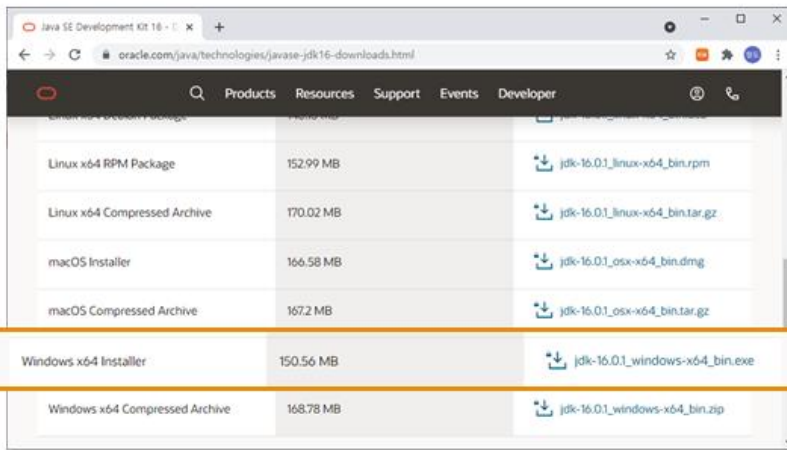 Java SE Development Kit 16 - D
oracle.com/java/technologies/javase-jdk16-downloads.html
Products Resources Support Events Developer
Linux x64 RPM Package 152.99 MB jdk-16.0.1_linux-x64_bin.rpm
Linux x64 Compressed Archive 170.02 MB jdk-16.0.1_linux-x64_bin.tar.gz
macOS Installer 166.58 MB jdk-16.0.1_osx-x64_bin.dmg
macOS Compressed Archive 167.2 MB jdk-16.0.1_osx-x64_bin.tar.gz
Windows x64 Installer 150.56 MB jdk-16.0.1_windows-x64_bin.exe
Windows x64 Compressed Archive 168.78 MB jdk-16.0.1_windows-x64_bin.zip